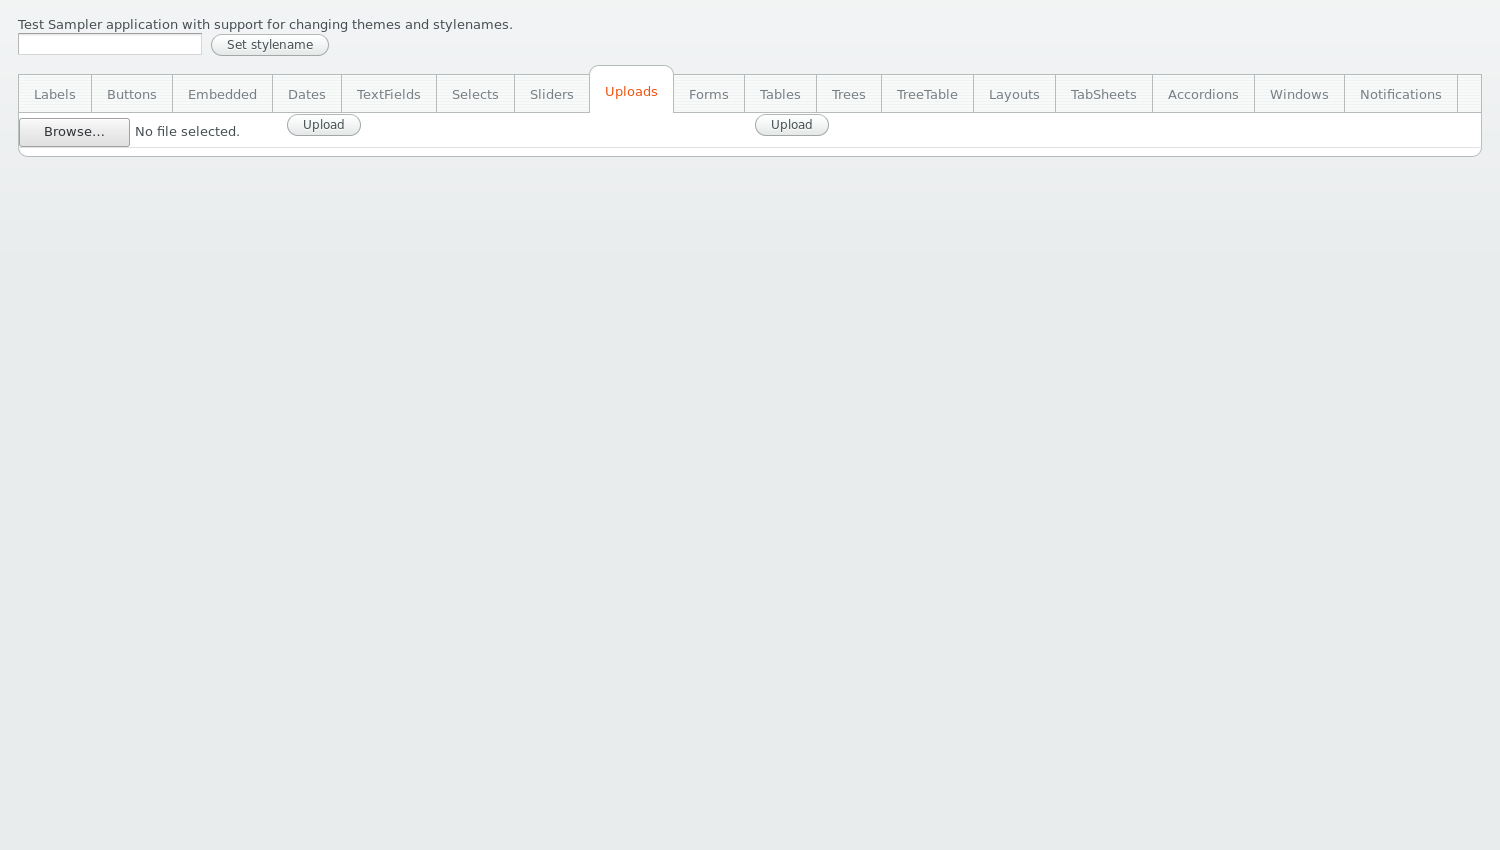 Test Sampler application with support for changing themes and stylenames.
Set stylename
Labels Buttons Embedded Dates TextFields Selects Sliders Uploads Forms Tables Trees TreeTable Layouts TabSheets Accordions Windows Notifications
Browse... No file selected. Upload Upload